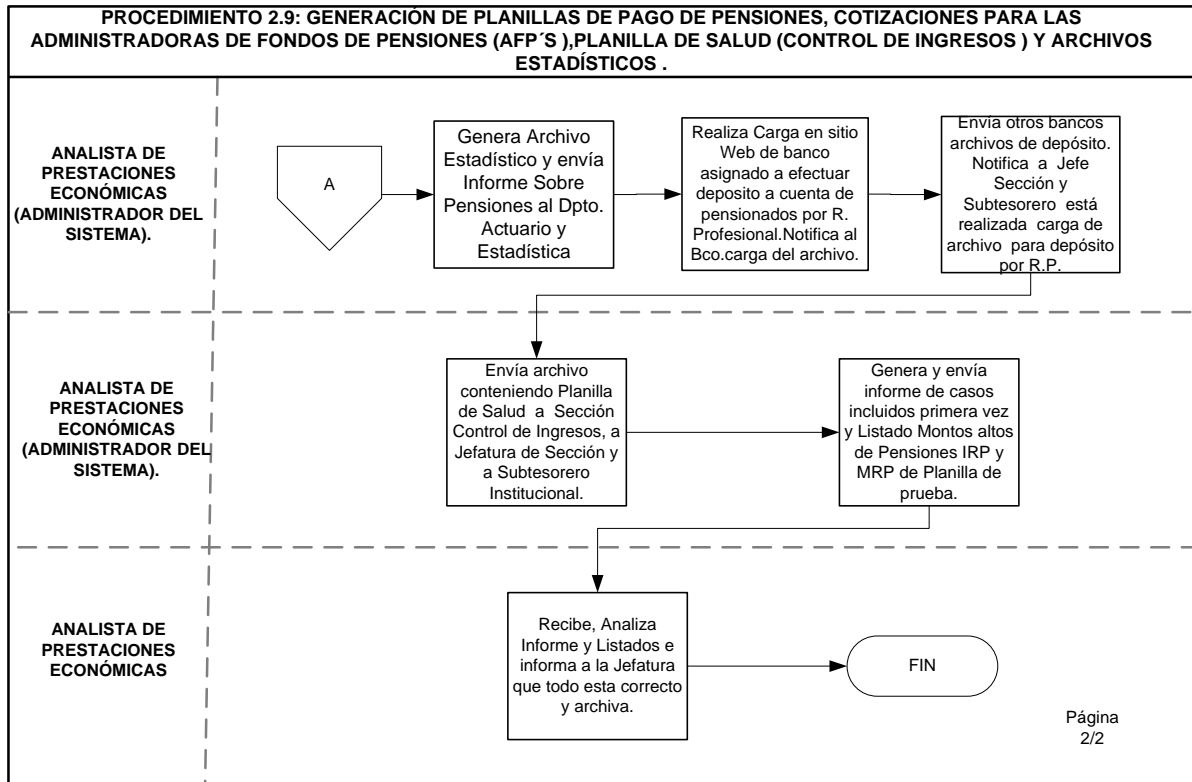 PROCEDIMIENTO 2.9: GENERACIÓN DE PLANILLAS DE PAGO DE PENSIONES, COTIZACIONES PARA LAS
ADMINISTRADORAS DE FONDOS DE PENSIONES (AFP´S ),PLANILLA DE SALUD (CONTROL DE INGRESOS ) Y ARCHIVOS
ESTADÍSTICOS .
ANALISTA DE
PRESTACIONES
ECONÓMICAS
(ADMINISTRADOR DEL
SISTEMA).
A
Genera Archivo
Estadístico y envía
Informe Sobre
Pensiones al Dpto.
Actuario y
Estadística
Realiza Carga en sitio
Web de banco
asignado a efectuar
deposito a cuenta de
pensionados por R.
Profesional.Notifica al
Bco.carga del archivo.
Envía otros bancos
archivos de depósito.
Notifica a Jefe
Sección y
Subtesorero está
realizada carga de
archivo para depósito
por R.P.
ANALISTA DE
PRESTACIONES
ECONÓMICAS
(ADMINISTRADOR DEL
SISTEMA).
Envía archivo
conteniendo Planilla
de Salud a Sección
Control de Ingresos, a
Jefatura de Sección y
a Subtesorero
Institucional.
Genera y envía
informe de casos
incluidos primera vez
y Listado Montos altos
de Pensiones IRP y
MRP de Planilla de
prueba.
ANALISTA DE
PRESTACIONES
ECONÓMICAS
Recibe, Analiza
Informe y Listados e
informa a la Jefatura
que todo esta correcto
y archiva.
FIN
Página
2/2